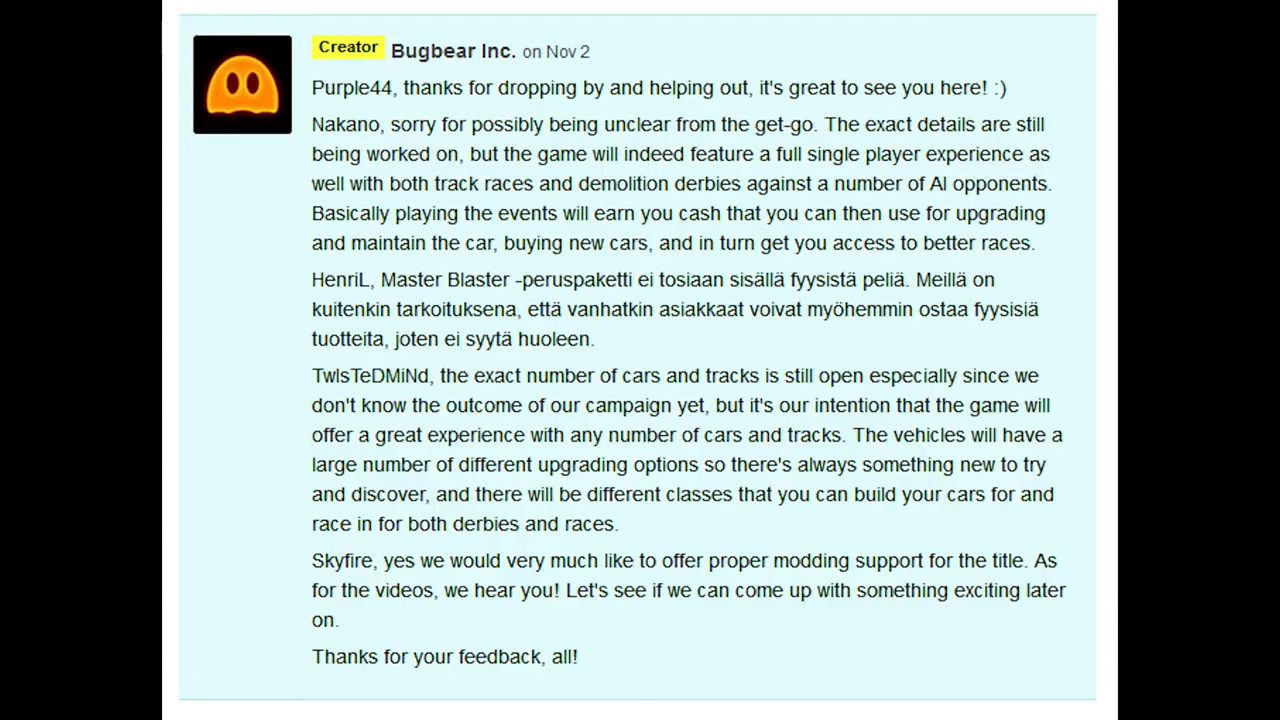 Creator Bugbear Inc. on Nov 2
Purple44, thanks for dropping by and helping out, it's great to see you here! :)
Nakano, sorry for possibly being unclear from the get-go. The exact details are still
being worked on, but the game will indeed feature a full single player experience as
well with both track races and demolition derbies against a number of AI opponents.
Basically playing the events will earn you cash that you can then use for upgrading
and maintain the car, buying new cars, and in turn get you access to better races.
HenriL, Master Blaster -peruspaketti ei tosiaan sisällä fyysistä peliä. Meillä on
kuitenkin tarkoituksena, että vanhatkin asiakkaat voivat myöhemmin ostaa fyysisiä
tuotteita, joten ei syytä huoleen.
TwIsTeDMiNd, the exact number of cars and tracks is still open especially since we
don't know the outcome of our campaign yet, but it's our intention that the game will
offer a great experience with any number of cars and tracks. The vehicles will have a
large number of different upgrading options so there's always something new to try
and discover, and there will be different classes that you can build your cars for and
race in for both derbies and races.
Skyfire, yes we would very much like to offer proper modding support for the title. As
for the videos, we hear you! Let's see if we can come up with something exciting later
on.
Thanks for your feedback, all!